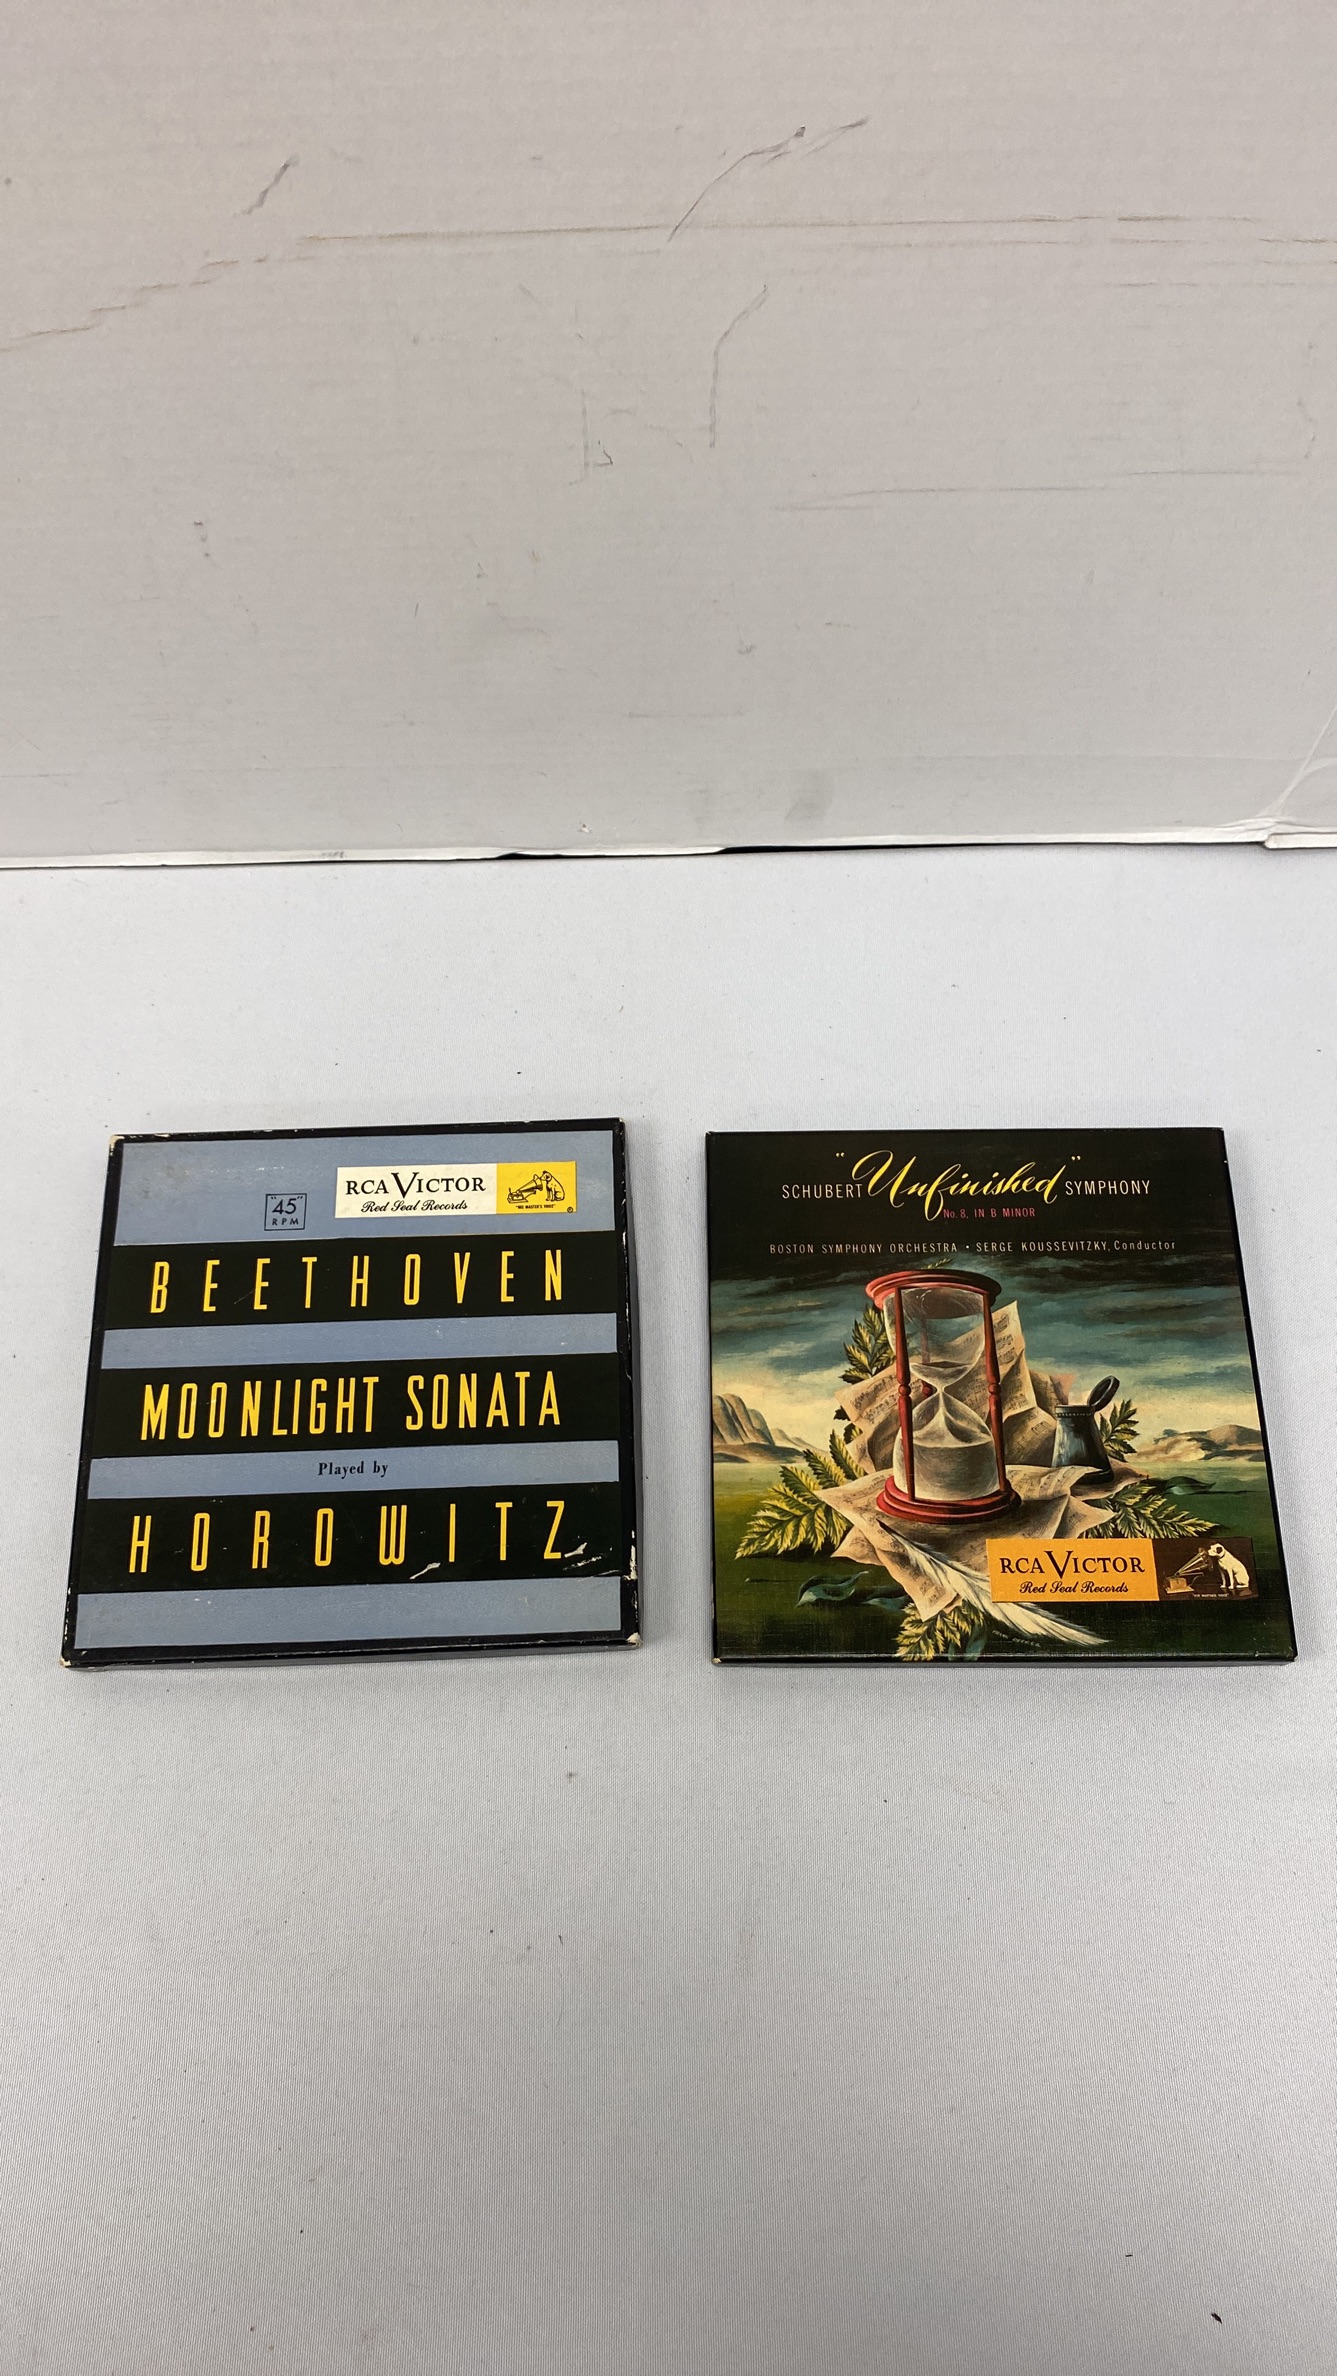 RCA VICTOR
Red Seal Records
"HIS MASTER'S VOICE"
"45"
RPM
BEETHOVEN
MOONLIGHT SONATA
Played by
HOROWITZ
SCHUBERT "Unfinished" SYMPHONY
No. 8, IN B MINOR
BOSTON SYMPHONY ORCHESTRA • SERGE KOUSSEVITZKY, Conductor
RCA VICTOR
Red Seal Records